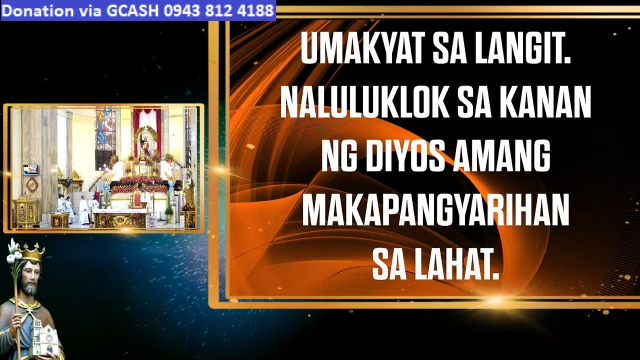 Donation via GCASH 0943 812 4188
UMAKYAT SA LANGIT.
NALULUKLOK SA KANAN
NG DIYOS AMANG
MAKAPANGYARIHAN
SA LAHAT.